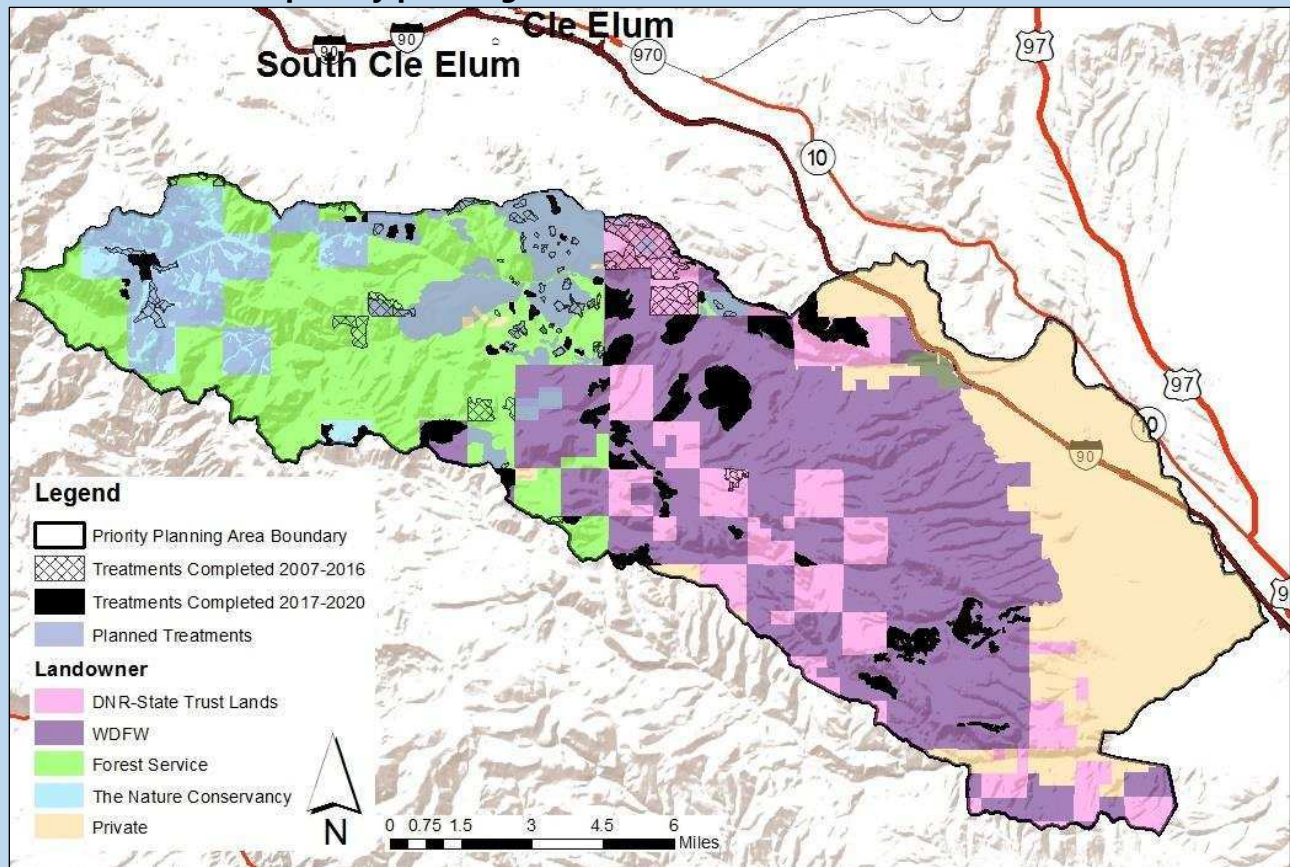 Cle Elum
South Cle Elum
90
90
970
97
10
97
10
90
9
Legend
Priority Planning Area Boundary
Treatments Completed 2007-2016
Treatments Completed 2017-2020
Planned Treatments
Landowner
DNR-State Trust Lands
WDFW
Forest Service
The Nature Conservancy
Private
N
0 0.75 1.5 3 4.5 6
Miles